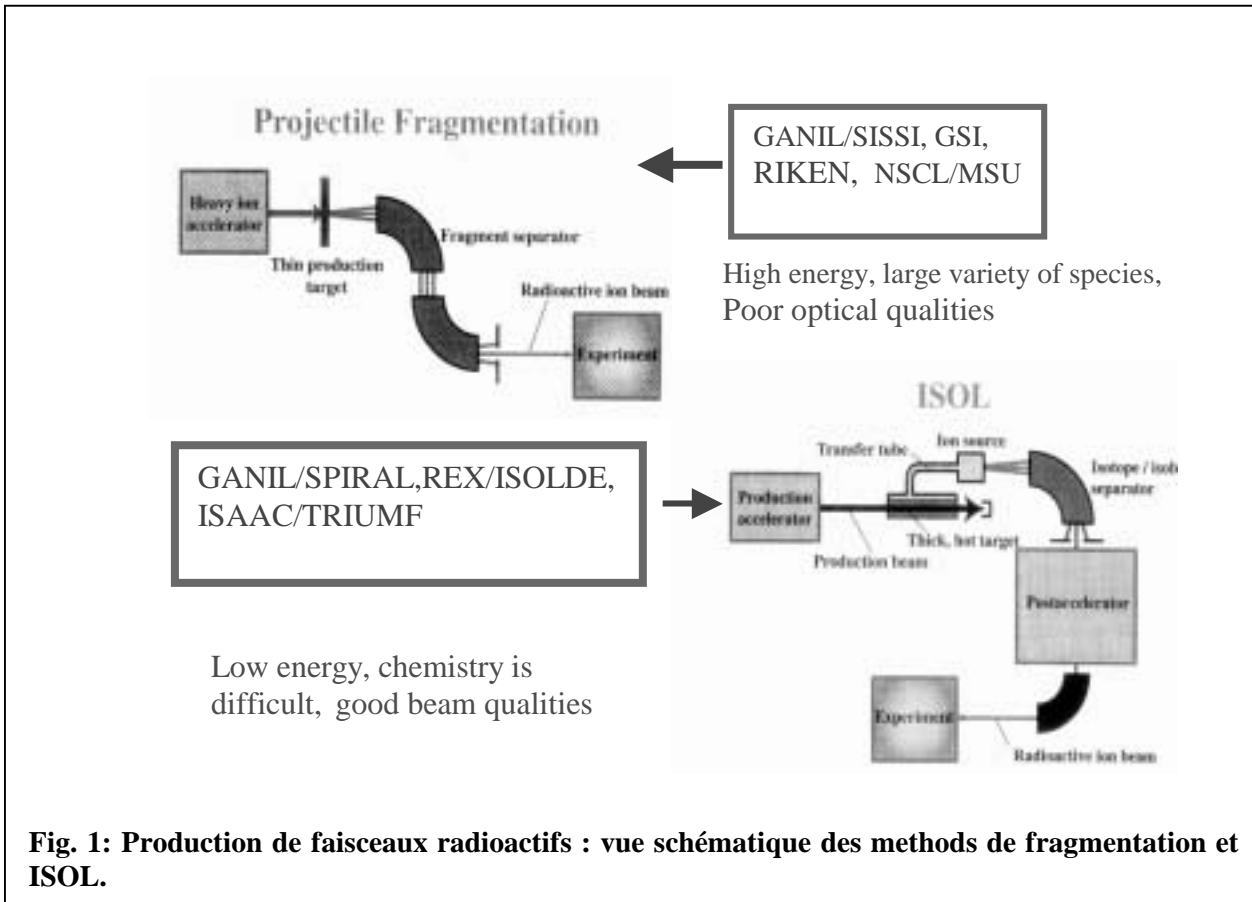 Projectile Fragmentation
GANIL/SISSI, GSI,
RIKEN, NSCL/MSU
Heavy ion
accelerator
Thin production
target
Fragment separator
Radioactive ion beam
Experiment
High energy, large variety of species,
Poor optical qualities
ISOL
GANIL/SPIRAL,REX/ISOLDE,
ISAAC/TRIUMF
Transfer tube
Ion source
Isotope / isob
separator
Production
accelerator
Thick, hot target
Production beam
Postaccelerator
Low energy, chemistry is
difficult, good beam qualities
Experiment
Radioactive ion beam
Fig. 1: Production de faisceaux radioactifs : vue schématique des methods de fragmentation et
ISOL.